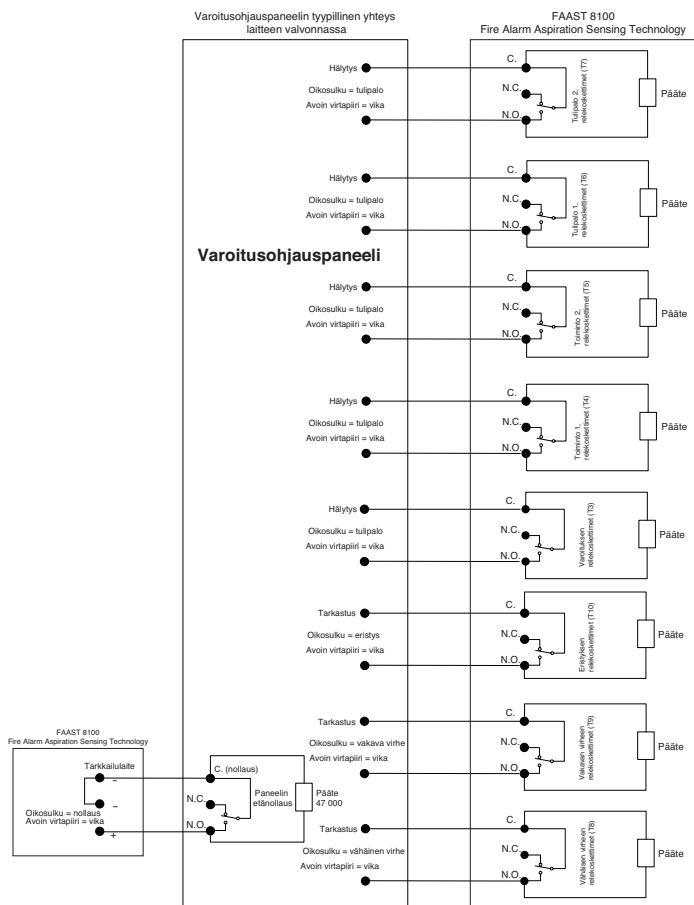 Varoitusohjauspaneelin tyypillinen yhteys
laitteen valvonnassa
FAAST 8100
Fire Alarm Aspiration Sensing Technology
Hälytys
Oikosulku = tulipalo
Avoin virtapiiri = vika
C.
N.C.
N.O.
Tulipalo 2,
relekoskettimet (T7)
Pääte
Hälytys
Oikosulku = tulipalo
Avoin virtapiiri = vika
C.
N.C.
N.O.
Tulipalo 1,
relekoskettimet (T6)
Pääte
Varoitusohjauspaneeli
Hälytys
Oikosulku = tulipalo
Avoin virtapiiri = vika
C.
N.C.
N.O.
Toiminto 2,
relekoskettimet (T5)
Pääte
Hälytys
Oikosulku = tulipalo
Avoin virtapiiri = vika
C.
N.C.
N.O.
Toiminto 1,
relekoskettimet (T4)
Pääte
Hälytys
Oikosulku = tulipalo
Avoin virtapiiri = vika
C.
N.C.
N.O.
Varoituksen
relekoskettimet (T3)
Pääte
Tarkastus
Oikosulku = eristys
Avoin virtapiiri = vika
C.
N.C.
N.O.
Eristyksen
relekoskettimet (T10)
Pääte
Tarkastus
Oikosulku = vakava virhe
Avoin virtapiiri = vika
C.
N.C.
N.O.
Vakavan virheen
relekoskettimet (T9)
Pääte
FAAST 8100
Fire Alarm Aspiration Sensing Technology
Tarkkailulaite
–
–
+
Oikosulku = nollaus
Avoin virtapiiri = vika
C. (nollaus)
N.C.
N.O.
Paneelin
etänollaus
Pääte
47 000
Tarkastus
Oikosulku = vähäinen virhe
Avoin virtapiiri = vika
C.
N.C.
N.O.
Vähäisen virheen
relekoskettimet (T8)
Pääte